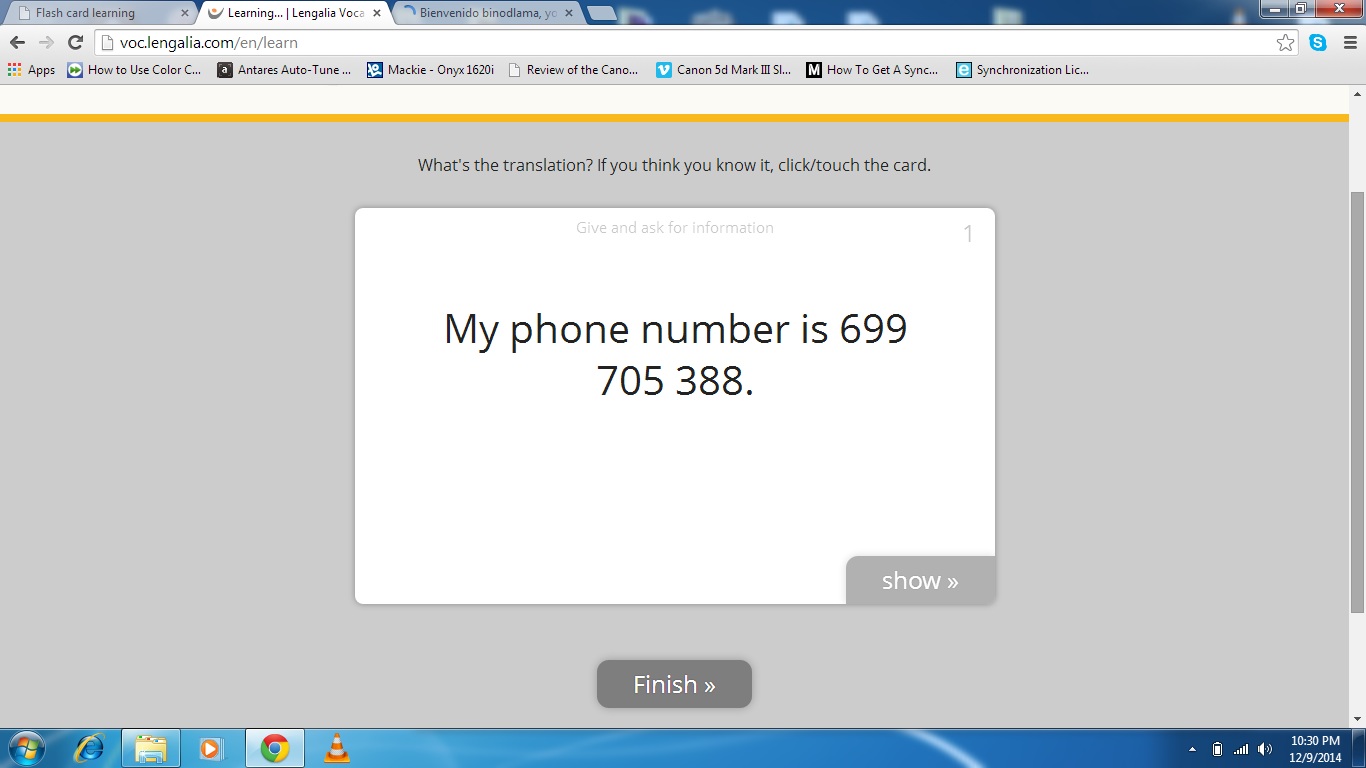 Flash card learning
Learning... | Lengalia Voca
Bienvenido binodlama, yo
voc.lengalia.com/en/learn
Apps
How to Use Color C...
Antares Auto-Tune ...
Mackie - Onyx 1620i
Review of the Cano...
Canon 5d Mark III Sl...
How To Get A Sync...
Synchronization Lic...
What's the translation? If you think you know it, click/touch the card.
Give and ask for information
1
My phone number is 699
705 388.
show »
Finish »
10:30 PM
12/9/2014